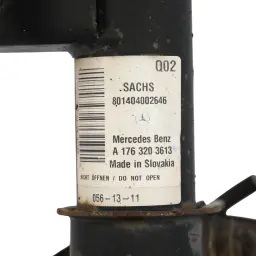 Q02
SACHS
801404002646
Mercedes Benz
A 176 320 3613
Made in Slovakia
NICHT ÖFFNEN / DO NOT OPEN
056-13-11